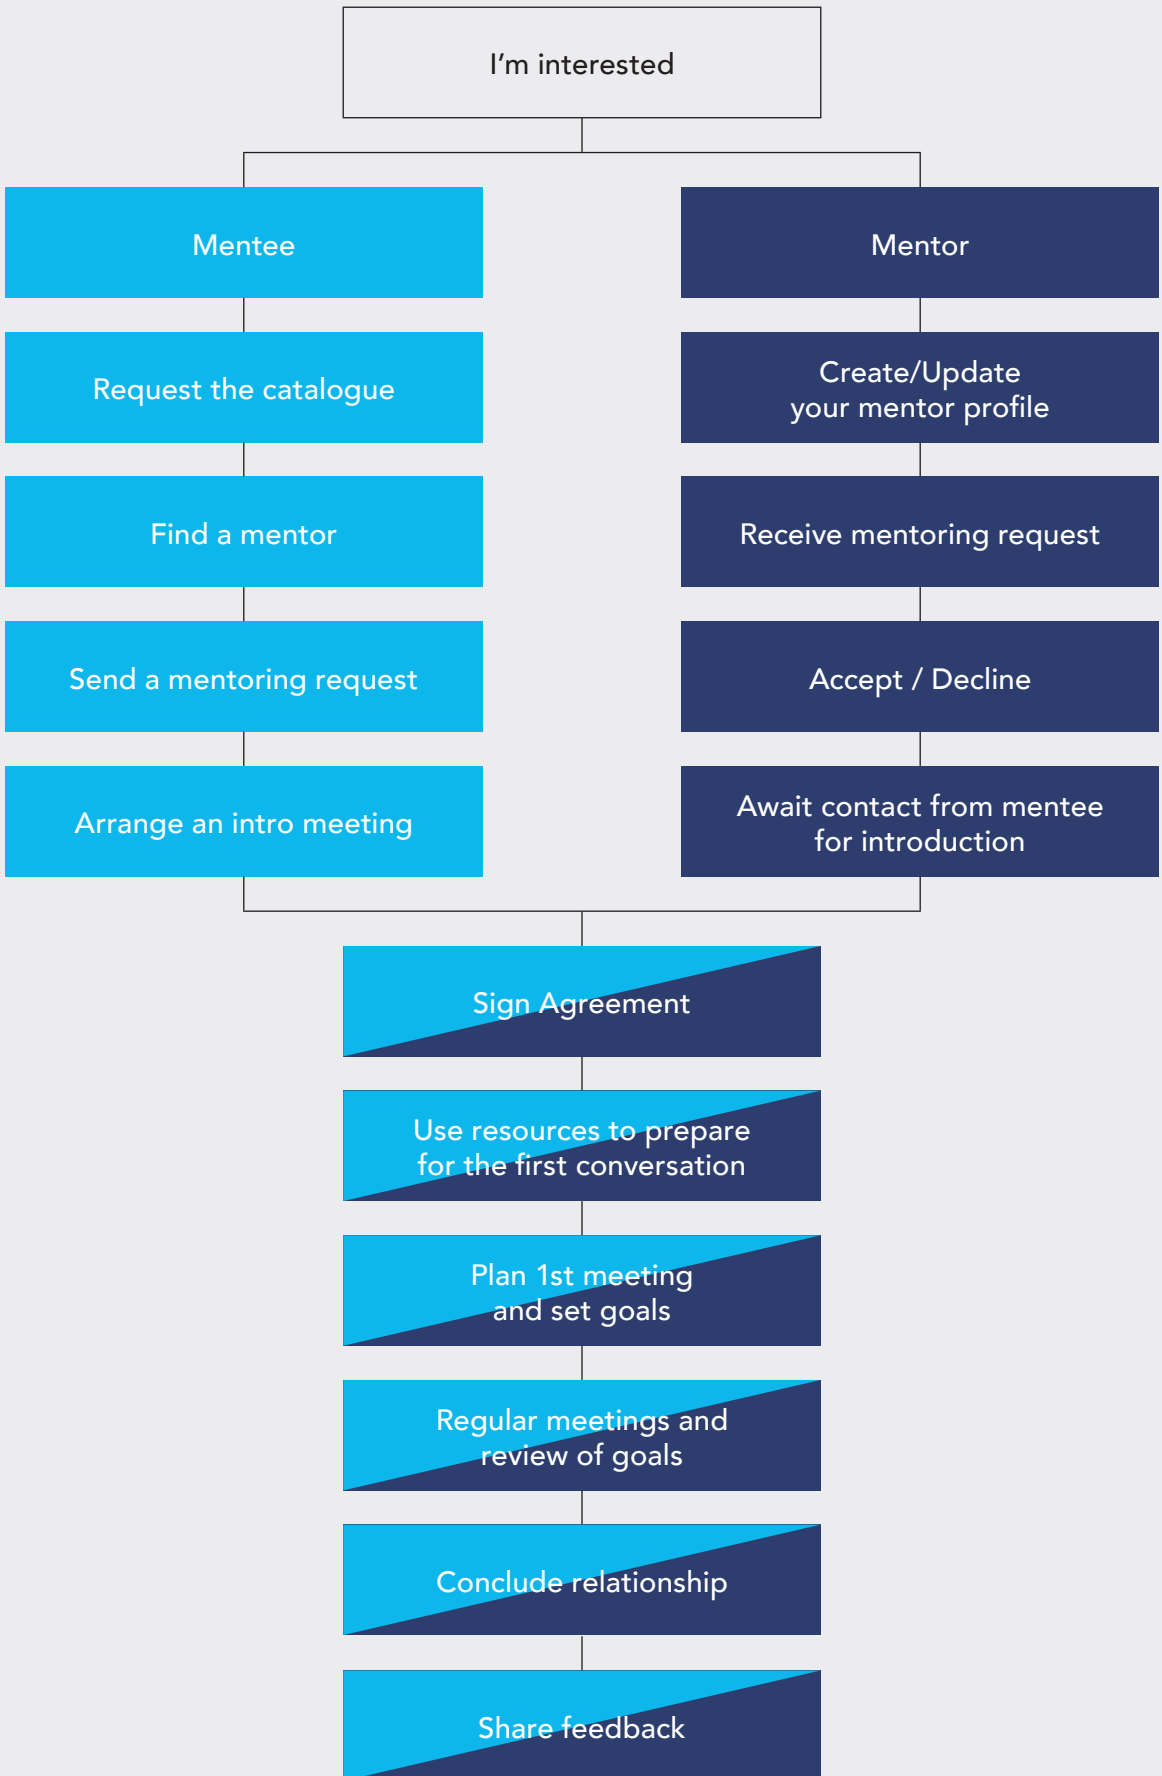 I’m interested
Mentee
Mentor
Request the catalogue
Create/Update
your mentor profile
Find a mentor
Receive mentoring request
Send a mentoring request
Accept / Decline
Arrange an intro meeting
Await contact from mentee
for introduction
Sign Agreement
Use resources to prepare
for the first conversation
Plan 1st meeting
and set goals
Regular meetings and
review of goals
Conclude relationship
Share feedback